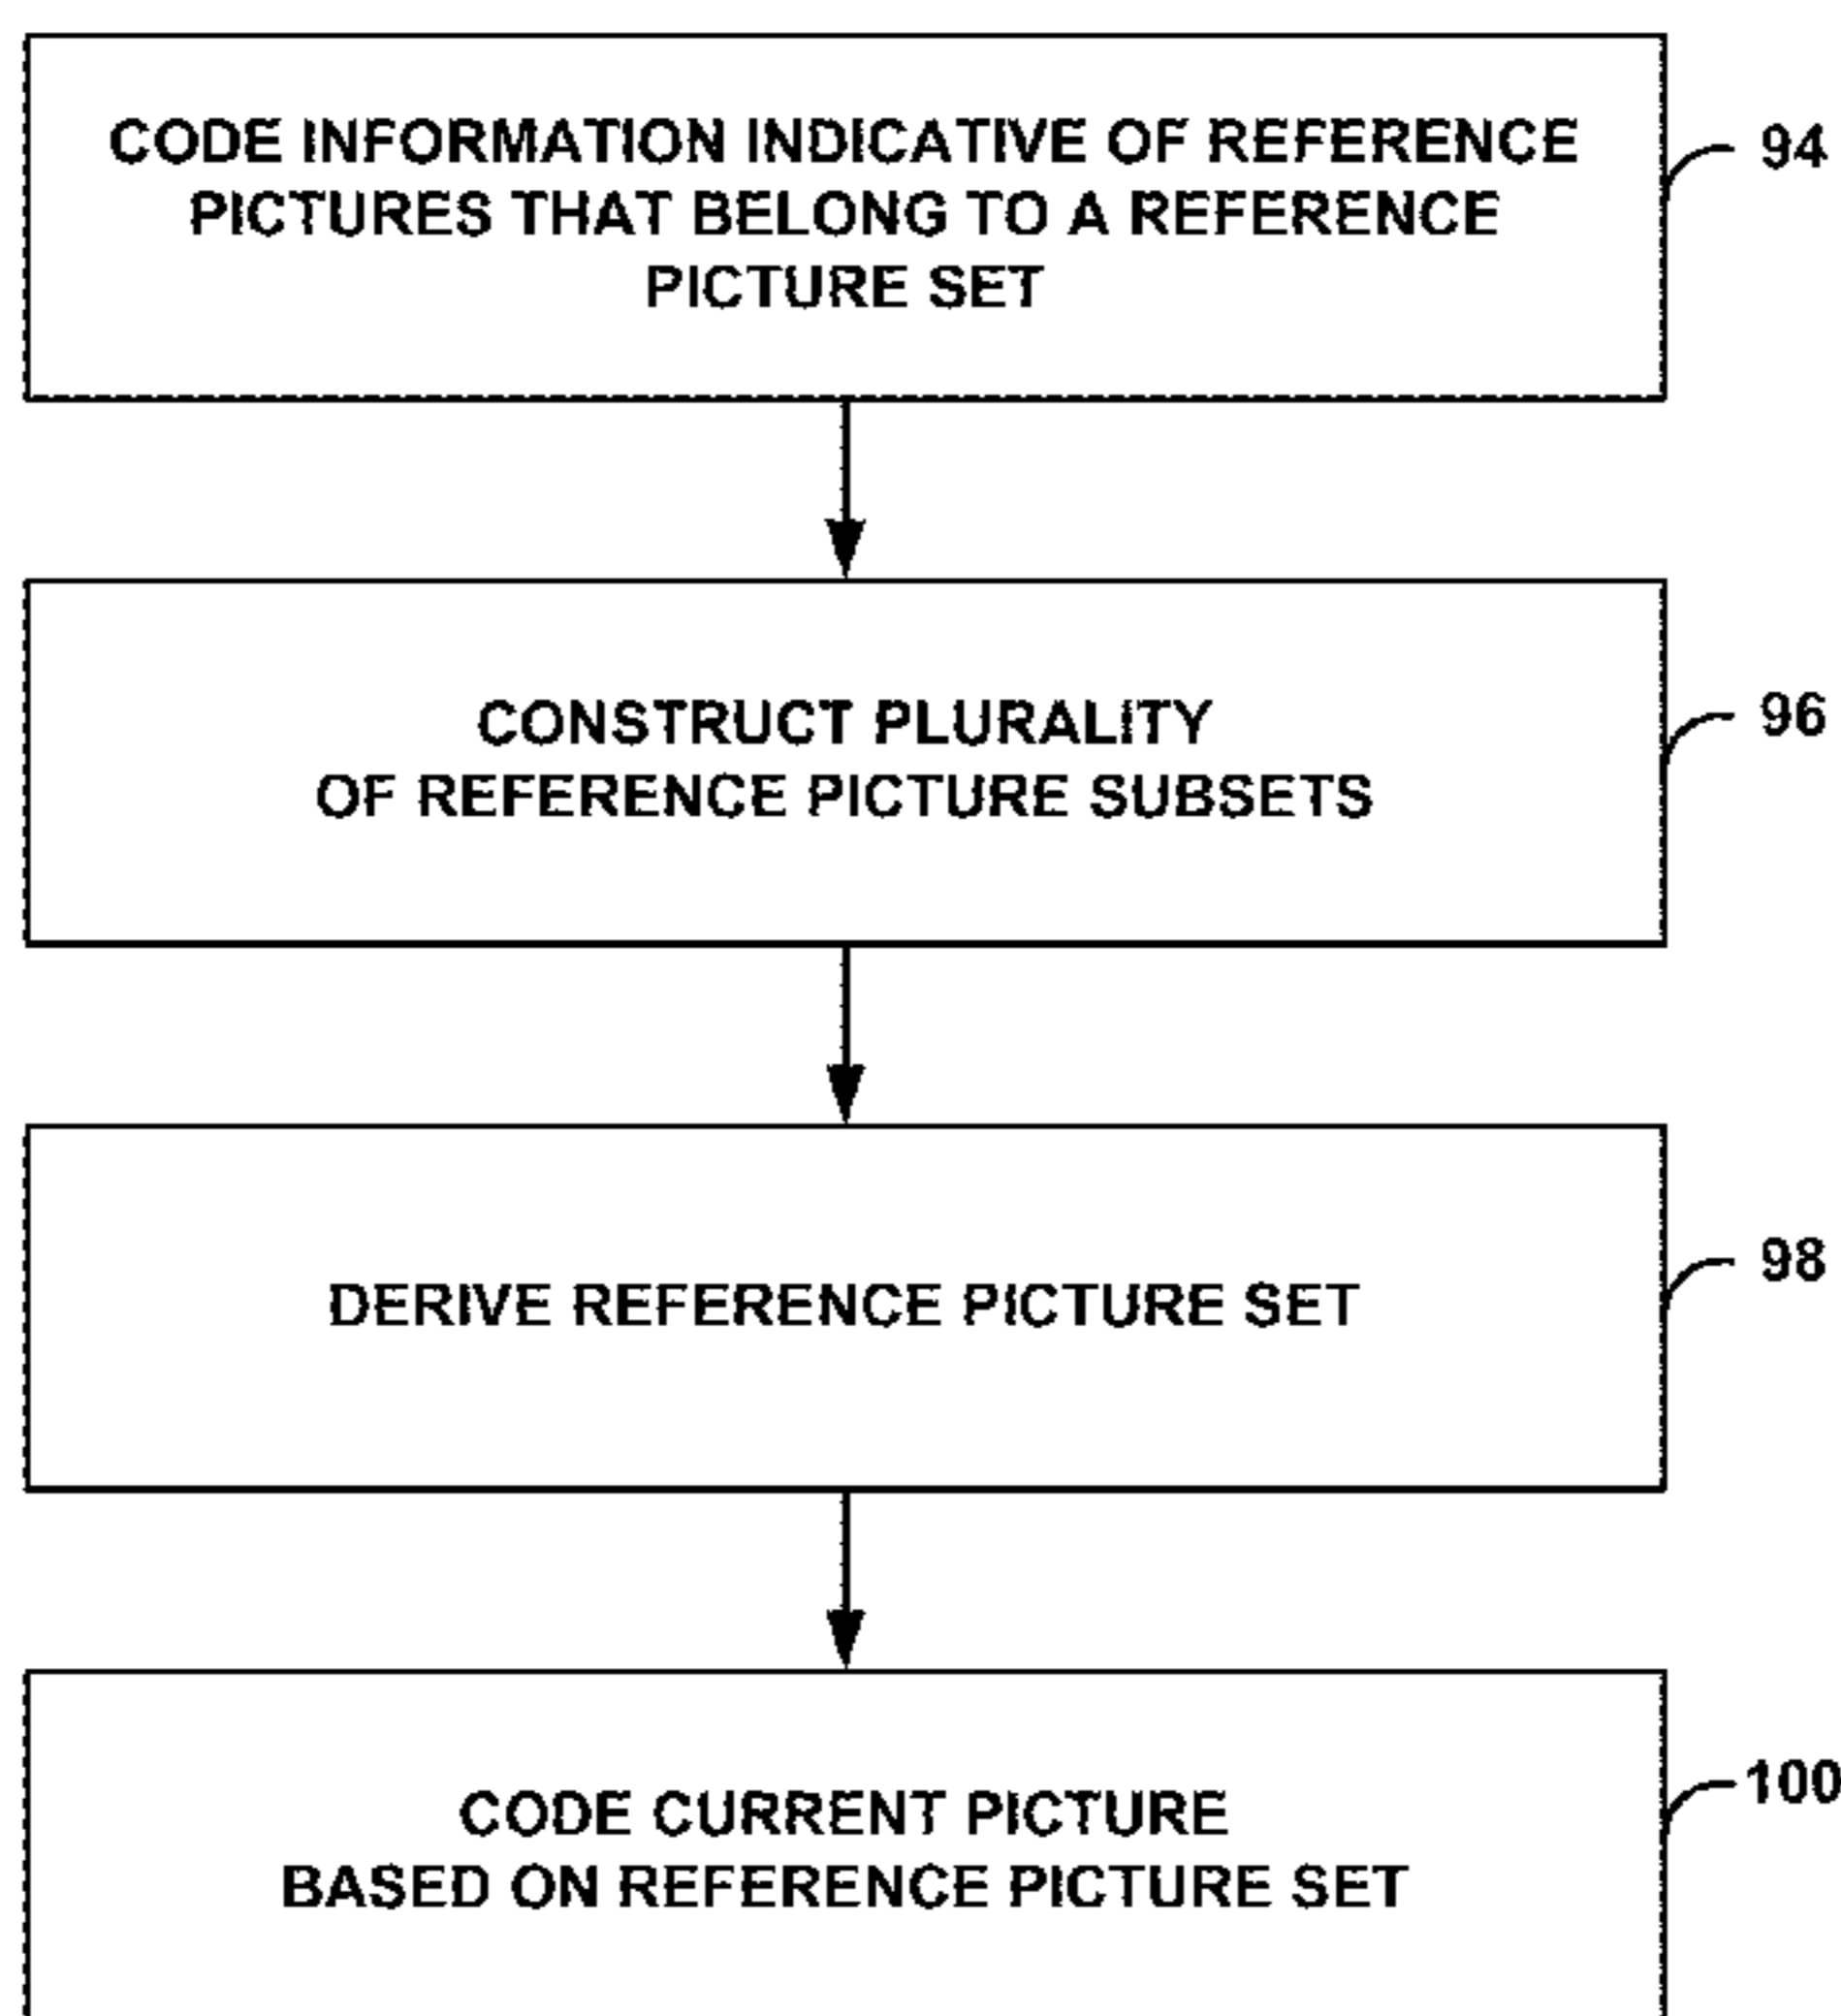 CODE INFORMATION INDICATIVE OF REFERENCE
PICTURES THAT BELONG TO A REFERENCE
PICTURE SET
94
CONSTRUCT PLURALITY
OF REFERENCE PICTURE SUBSETS
96
DERIVE REFERENCE PICTURE SET
98
CODE CURRENT PICTURE
BASED ON REFERENCE PICTURE SET
100